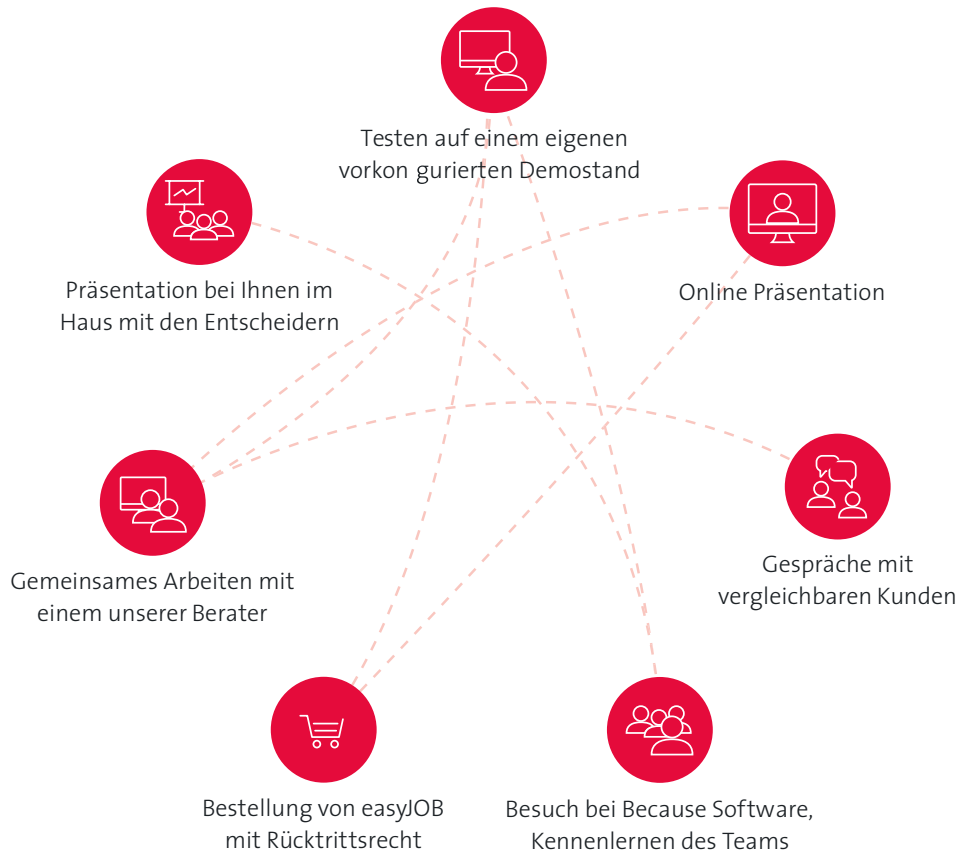 Testen auf einem eigenen
vorkon gurierten Demostand
Präsentation bei Ihnen im
Haus mit den Entscheidern
Online Präsentation
Gemeinsames Arbeiten mit
einem unserer Berater
Gespräche mit
vergleichbaren Kunden
Bestellung von easyJOB
mit Rücktrittsrecht
Besuch bei Because Software,
Kennenlernen des Teams